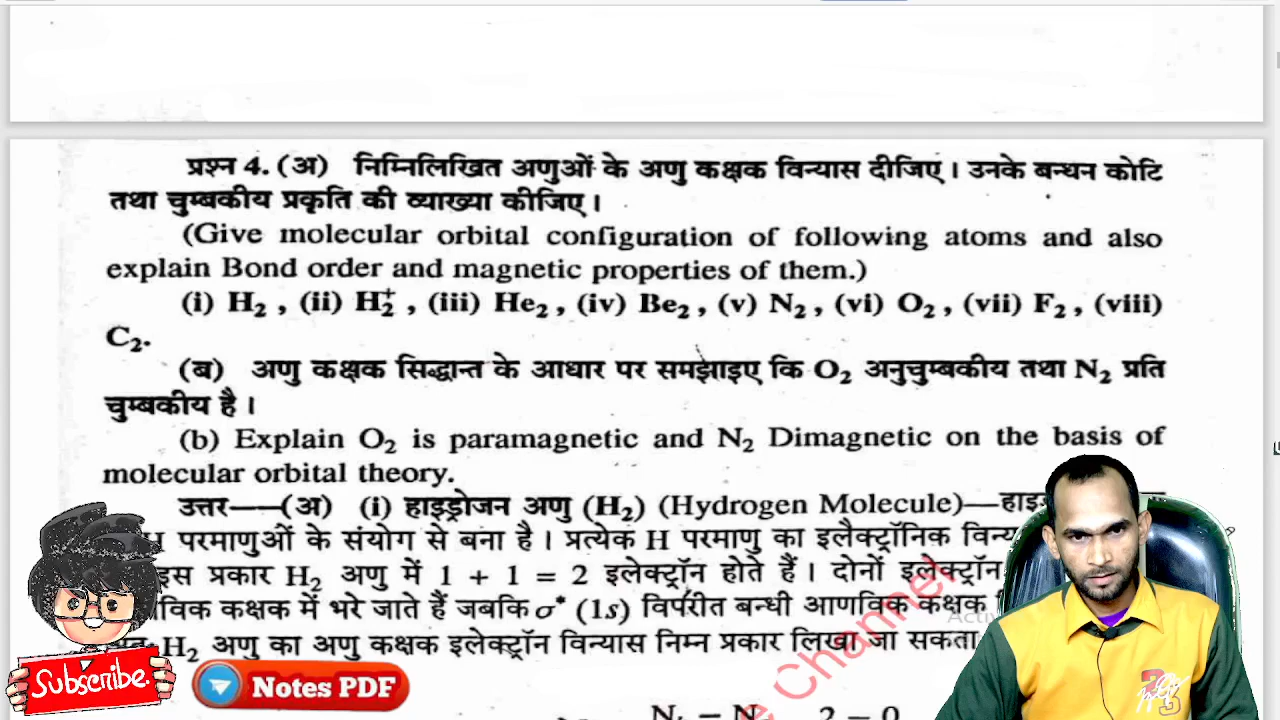 प्रश्न 4. (अ) निम्निलिखित अणुओं के अणु कक्षक विन्यास दीजिए। उनके बन्धन कोटि
तथा चुम्बकीय प्रकृति की व्याख्या कीजिए।
(Give molecular orbital configuration of following atoms and also
explain Bond order and magnetic properties of them.)
(i) H₂ , (ii) H₂⁺ , (iii) He₂ , (iv) Be₂ , (v) N₂ , (vi) O₂ , (vii) F₂ , (viii)
C₂.
(ब) अणु कक्षक सिद्धान्त के आधार पर समझाइए कि O₂ अनुचुम्बकीय तथा N₂ प्रति
चुम्बकीय है।
(b) Explain O₂ is paramagnetic and N₂ Dimagnetic on the basis of
molecular orbital theory.
उत्तर—(अ) (i) हाइड्रोजन अणु (H₂) (Hydrogen Molecule)—
H परमाणुओं के संयोग से बना है। प्रत्येक H परमाणु का इलैक्ट्रॉनिक
इस प्रकार H₂ अणु में 1 + 1 = 2 इलेक्ट्रॉन होते हैं। दोनों इलेक्ट्रॉन
कक्षक में भरे जाते हैं जबकि σ* (1s) विपरीत बन्धी आणविक कक्षक
H₂ अणु का अणु कक्षक इलेक्ट्रॉन विन्यास निम्न प्रकार लिखा जा सकता
2 – 0
Channel
Subscribe.
Notes PDF